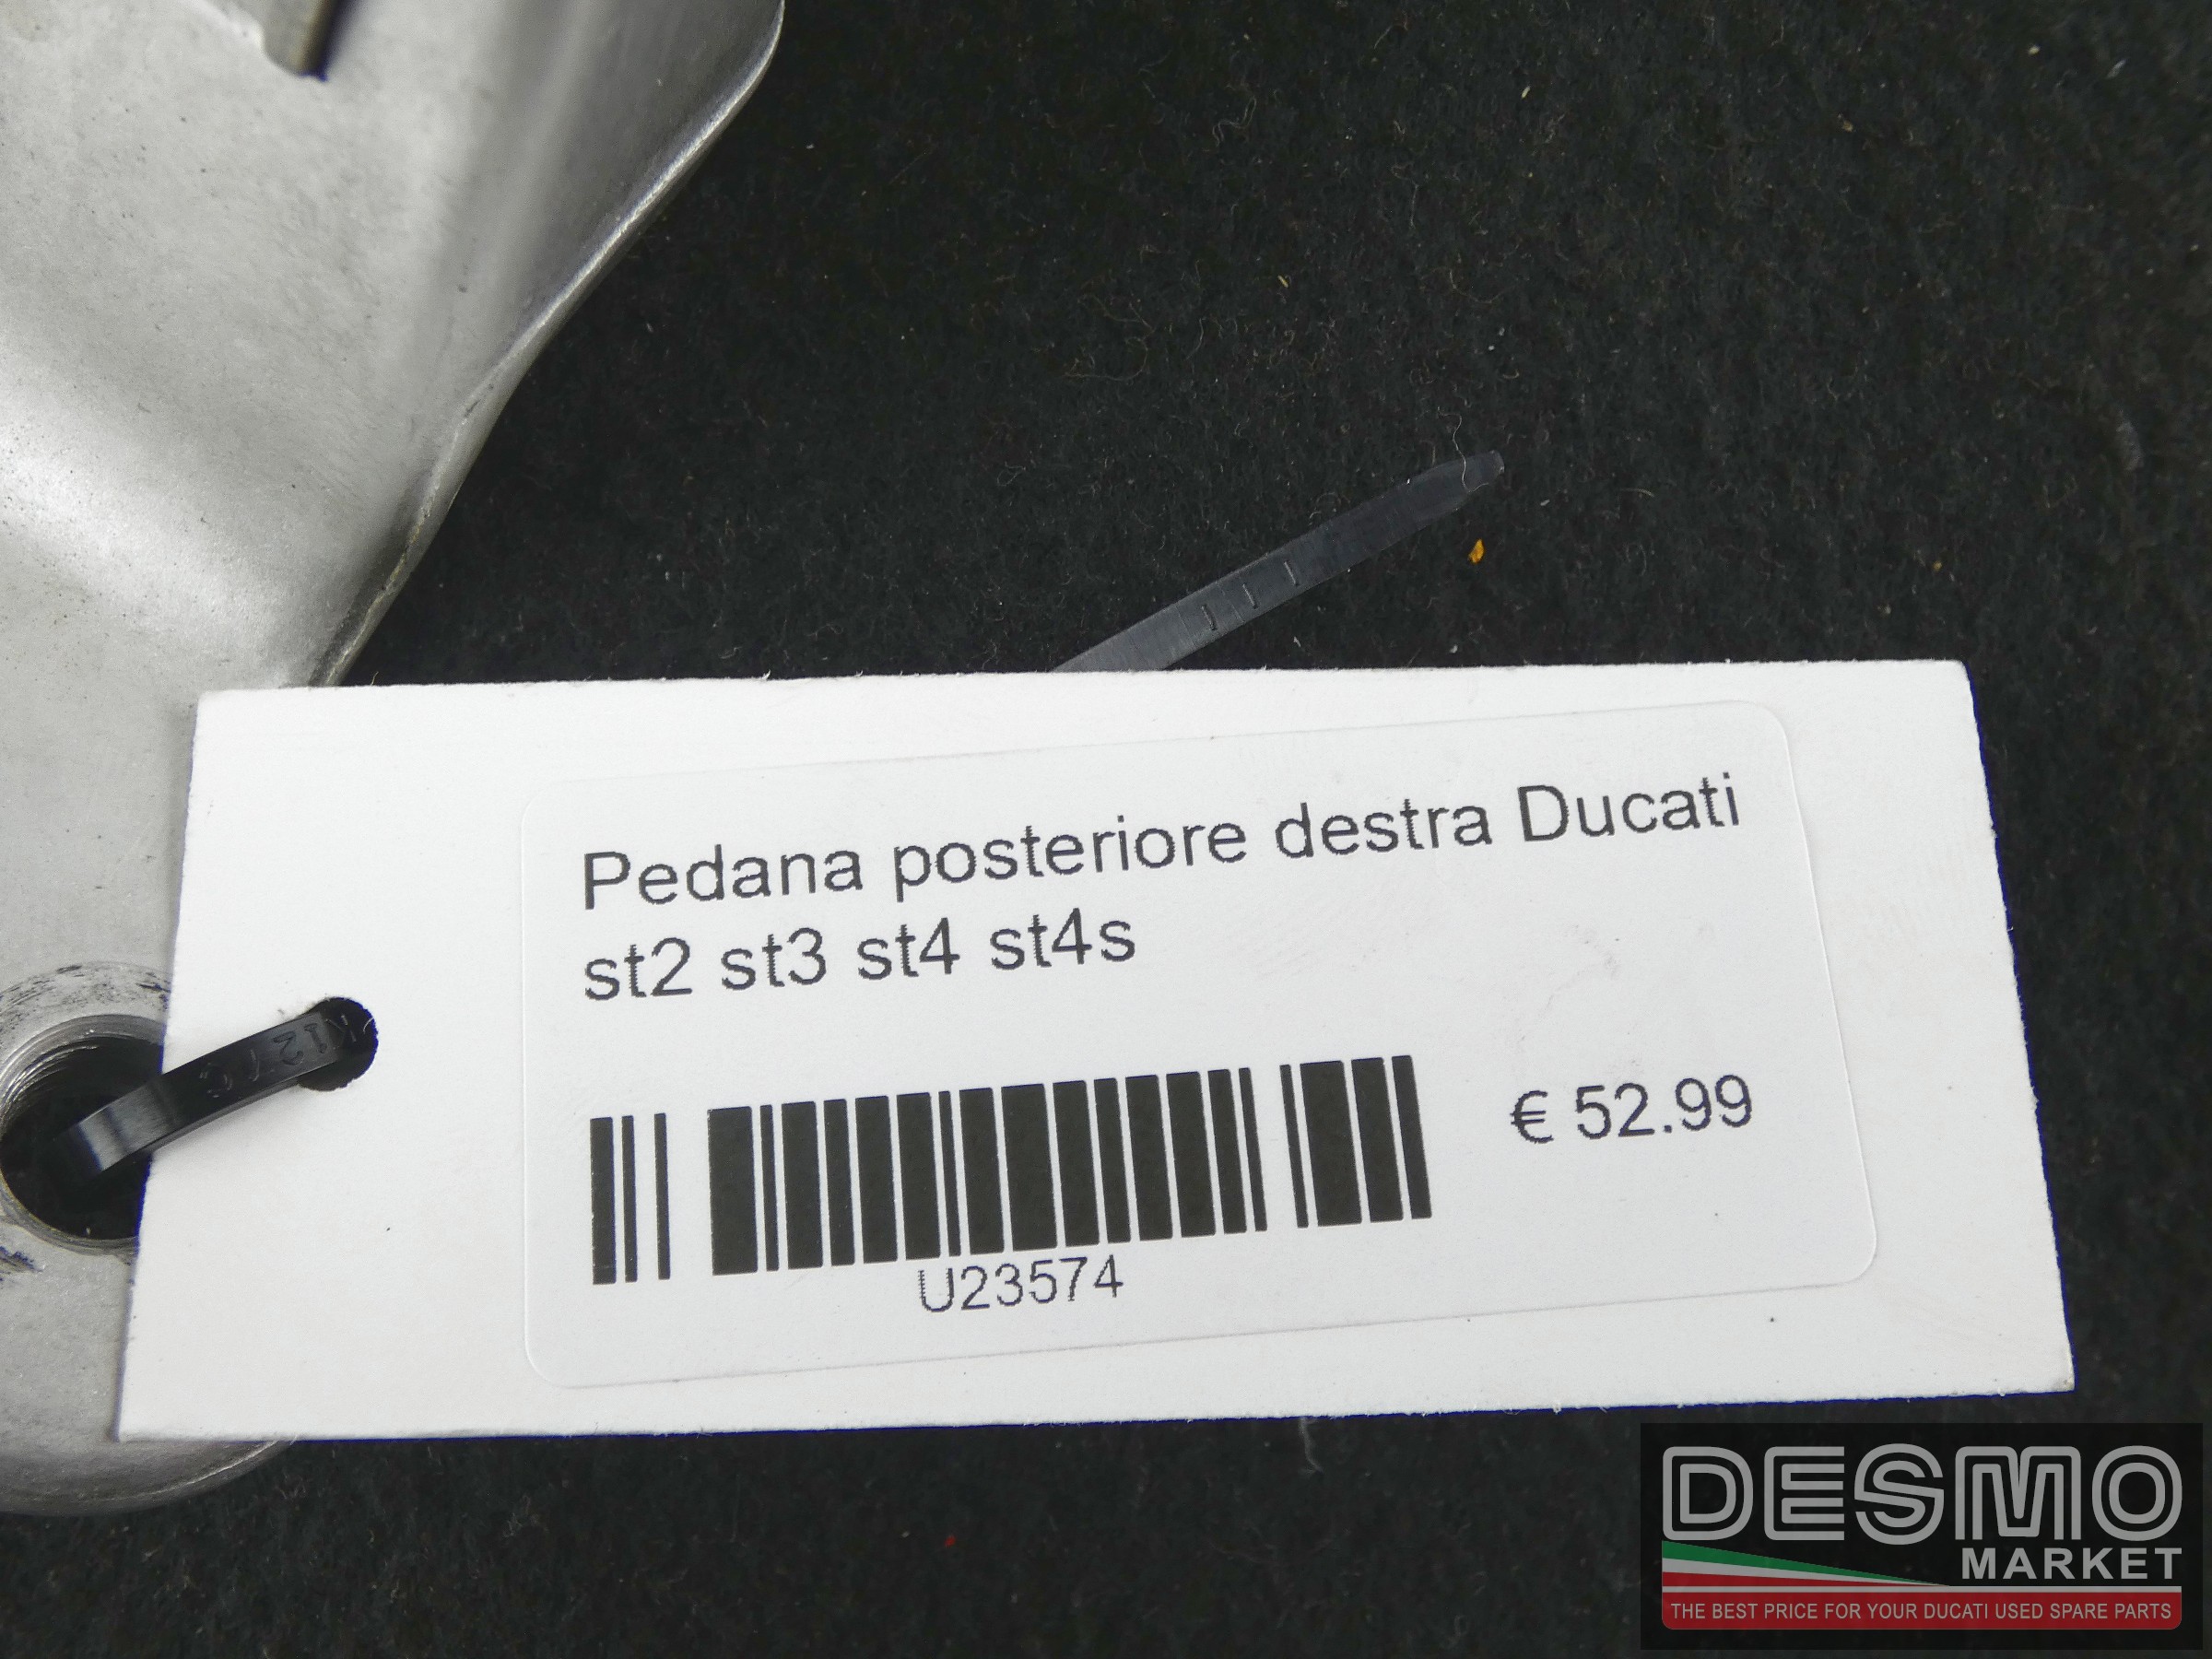 Pedana posteriore destra Ducati
st2 st3 st4 st4s
€ 52.99
U23574
DESMO
MARKET
THE BEST PRICE FOR YOUR DUCATI USED SPARE PARTS